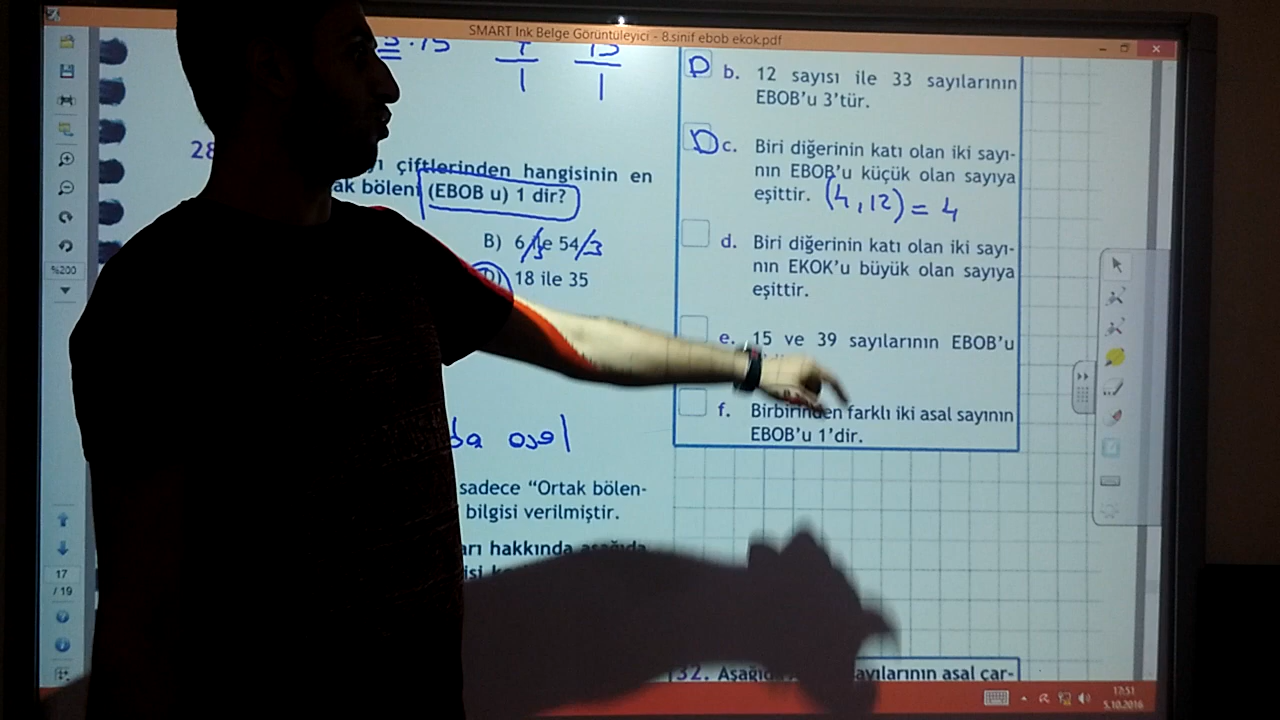 SMART Ink Belge Görüntüleyici - 8.sinif ebob ekok.pdf
28
çiftlerinden hangisinin en
(EBOB u) 1 dir?
B) 6 ile 54
D) 18 ile 35
asal
sadece “Ortak bölen-
bilgisi verilmiştir.
hakkında aşağıda
D b. 12 sayısı ile 33 sayılarının
EBOB'u 3'tür.
D c. Biri diğerinin katı olan iki sayı-
nın EBOB'u küçük olan sayıya
eşittir. (4,12) = 4
d. Biri diğerinin katı olan iki sayı-
nın EKOK'u büyük olan sayıya
eşittir.
e. 15 ve 39 sayılarının EBOB'u
f. Birbirinden farklı iki asal sayının
EBOB'u 1'dir.
32.
asal çar-
%200
17
/ 19
17:51
5.10.2016